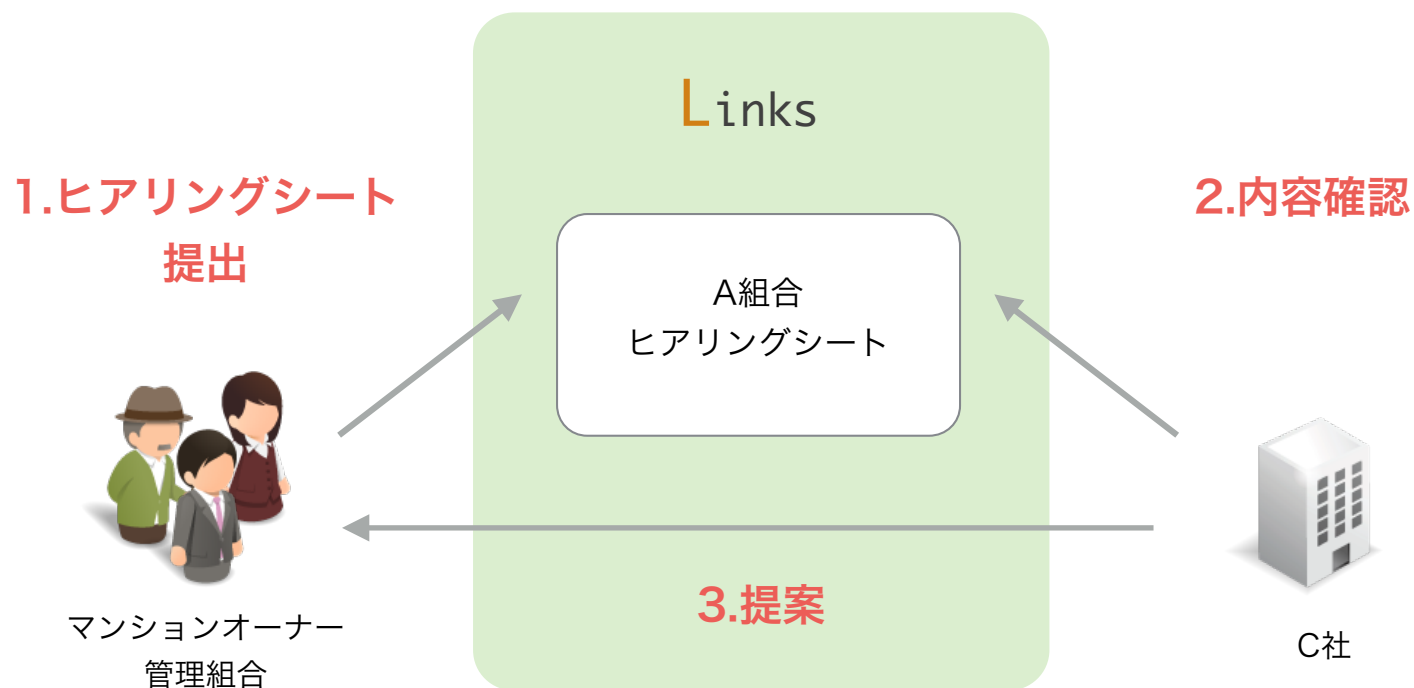 Links
1.ヒアリングシート
提出
2.内容確認
A組合
ヒアリングシート
3.提案
マンションオーナー
管理組合
C社